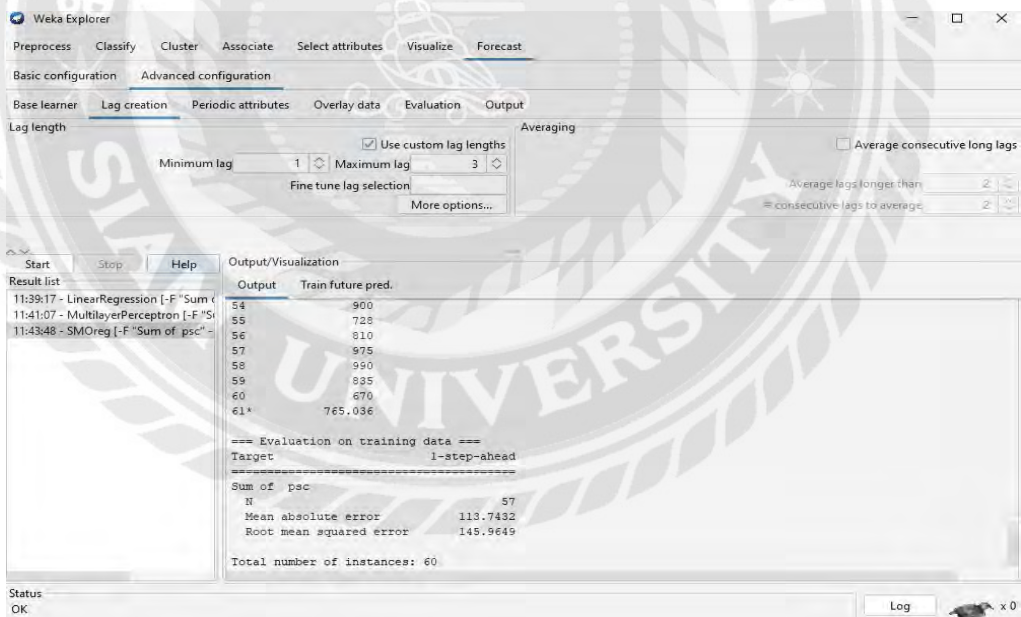 Weka Explorer
Preprocess Classify Cluster Associate Select attributes Visualize Forecast
Basic configuration Advanced configuration
Base learner Lag creation Periodic attributes Overlay data Evaluation Output
Lag length
Use custom lag lengths
Minimum lag 1 Maximum lag 3
Fine tune lag selection
More options...
Averaging
Average consecutive long lags
Average lags longer than 2
= consecutive lags to average 2
Start Stop Help
Result list
11:39:17 - LinearRegression [-F "Sum
11:41:07 - MultilayerPerceptron [-F "S
11:43:48 - SMOreg [-F "Sum of psc" -
Output/Visualization
Output Train future pred.
54 900
55 728
56 810
57 975
58 990
59 835
60 670
61* 765.036
=== Evaluation on training data ===
Target 1-step-ahead
=======================================
Sum of psc
N 57
Mean absolute error 113.7432
Root mean squared error 145.9649
Total number of instances: 60
Status
OK
Log x 0
SIAM UNIVERSITY